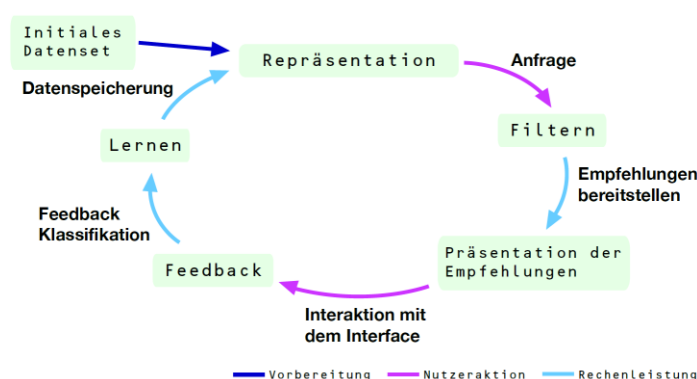 Initiales
Datenset
Repräsentation
Anfrage
Datenspeicherung
Filtern
Lernen
Empfehlungen
bereitstellen
Feedback
Klassifikation
Präsentation der
Empfehlungen
Feedback
Interaktion mit
dem Interface
Vorbereitung
Nutzeraktion
Rechenleistung